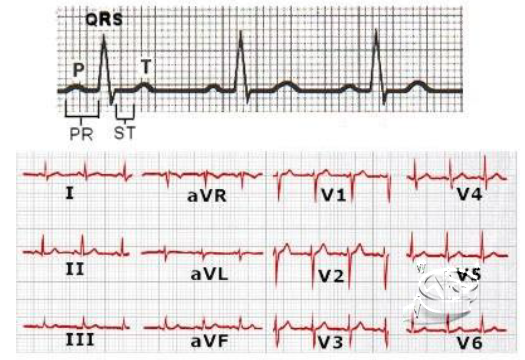 QRS
P T
PR ST
I aVR V1 V4
II aVL V2 V5
III aVF V3 V6